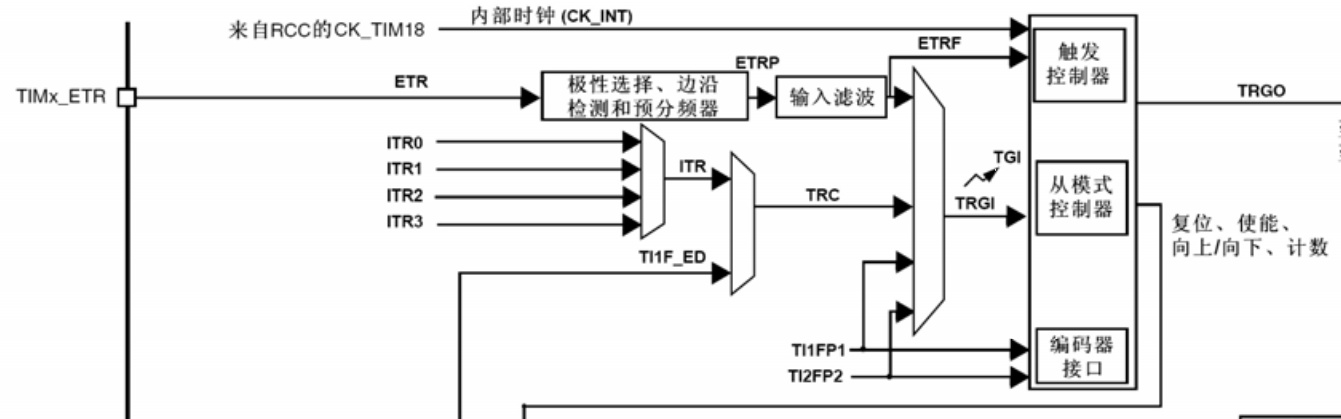 来自RCC的CK_TIM18
内部时钟 (CK_INT)
ETRF
触发
控制器
TIMx_ETR
ETR
极性选择、边沿
检测和预分频器
ETRP
输入滤波
TRGO
ITR0
ITR1
ITR2
ITR3
ITR
TRC
TGI
TRGI
从模式
控制器
复位、使能、
向上/向下、计数
TI1F_ED
TI1FP1
TI2FP2
编码器
接口